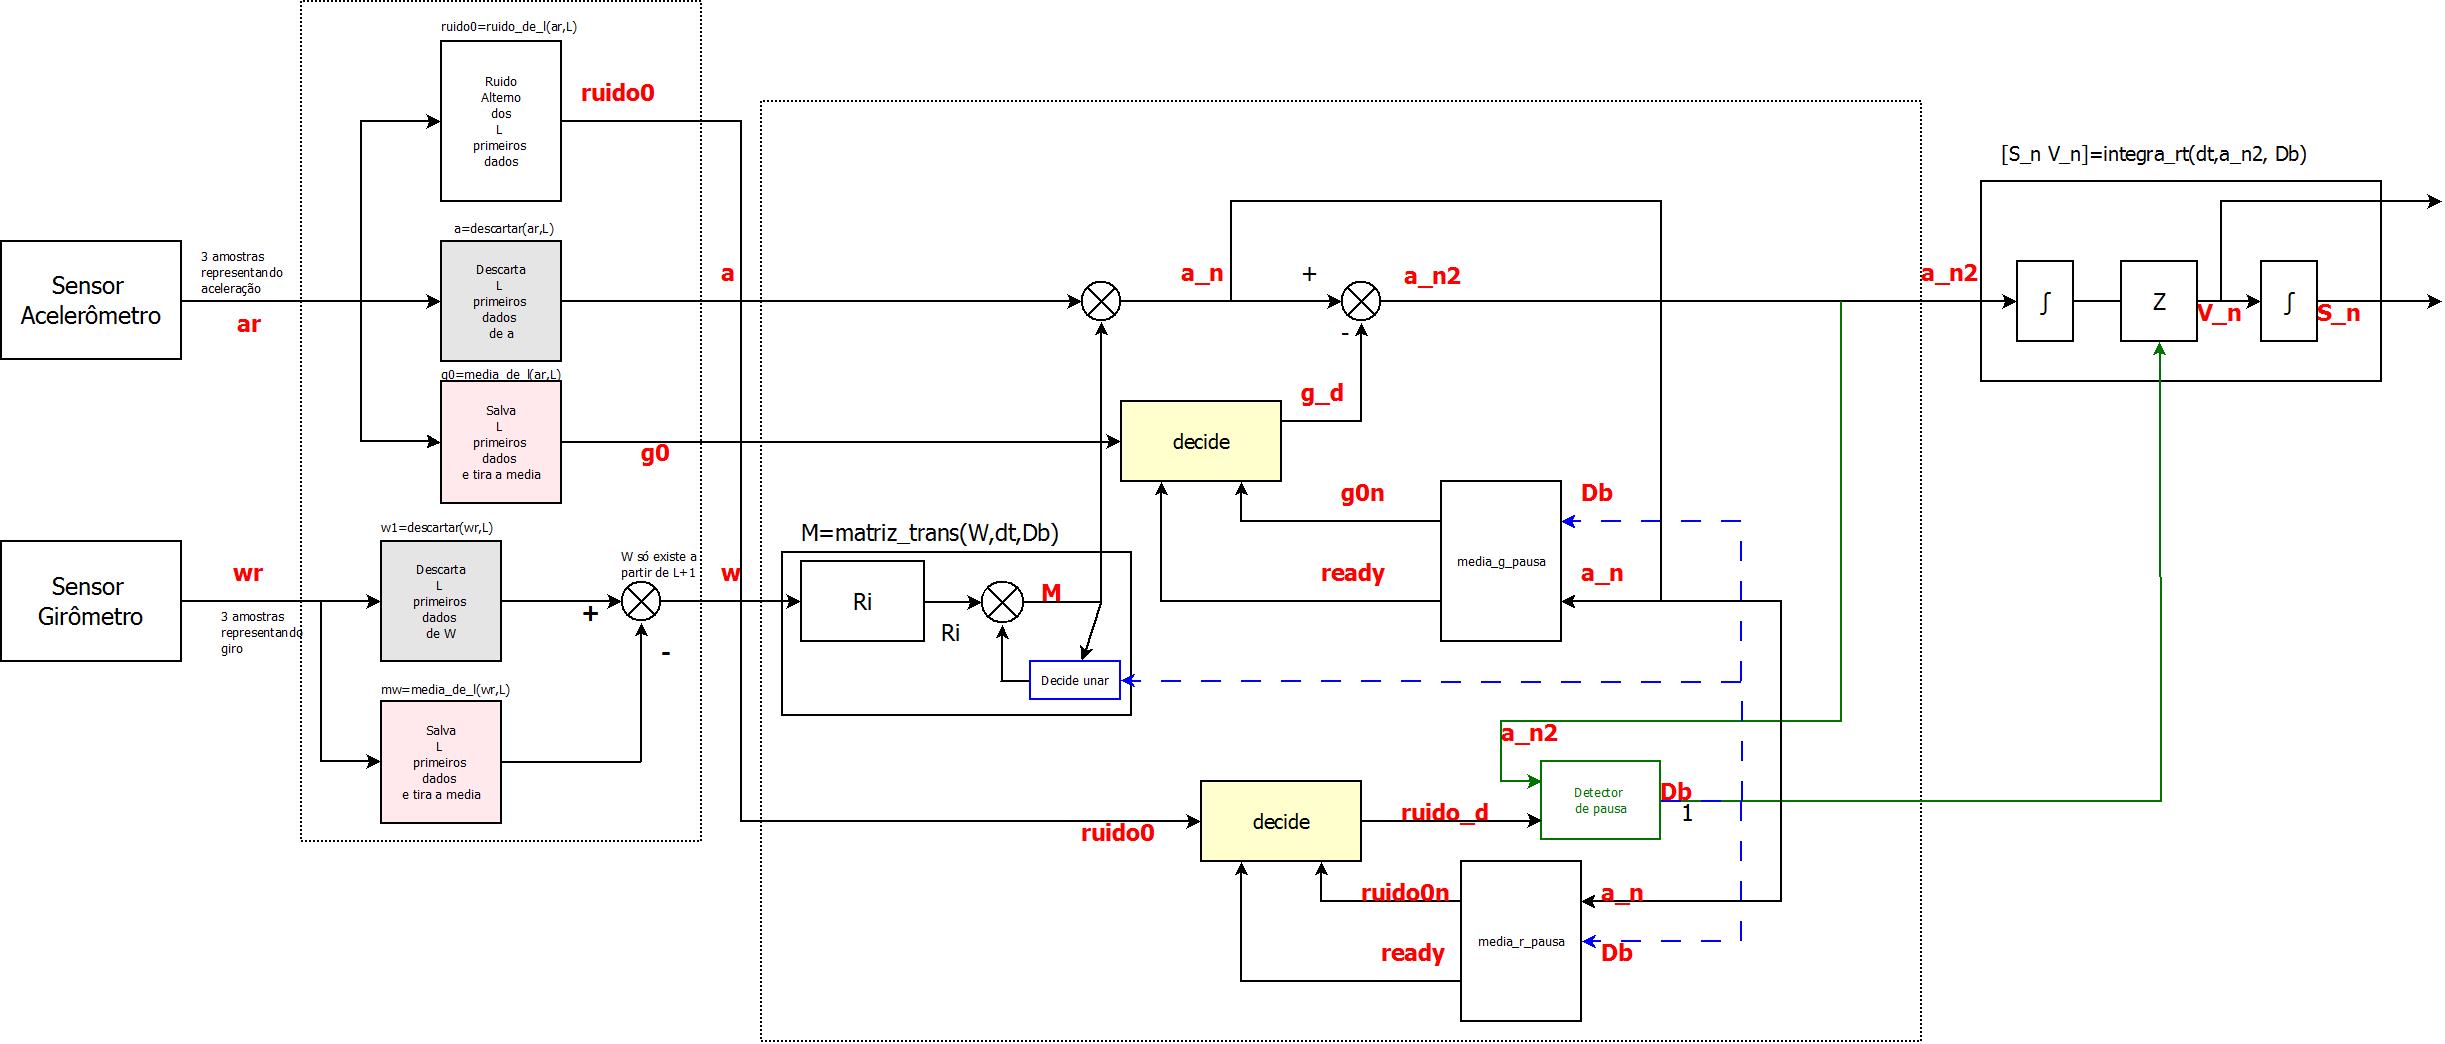 ruido0=ruido_de_l(ar,L)
Ruido
Alterno
dos
L
primeiros
dados
ruido0
a=descartar(ar,L)
Descarta
L
primeiros
dados
de a
g0=media_de_l(ar,L)
Salva
L
primeiros
dados
e tira a media
Sensor
Acelerômetro
3 amostras
representando
aceleração
ar
a
g0
Sensor
Girômetro
wr
3 amostras
representando
giro
w1=descartar(wr,L)
Descarta
L
primeiros
dados
de W
mw=media_de_l(wr,L)
Salva
L
primeiros
dados
e tira a media
W só existe a
partir de L+1
+
-
w
M=matriz_trans(W,dt,Db)
Ri
Ri
M
Decide unar
a_n
+
-
a_n2
g_d
decide
g0n
ready
media_g_pausa
Db
a_n
a_n2
Detector
de pausa
Db
1
ruido0
decide
ruido_d
ruido0n
ready
media_r_pausa
a_n
Db
a_n2
[S_n V_n]=integra_rt(dt,a_n2, Db)
∫
Z
V_n
∫
S_n